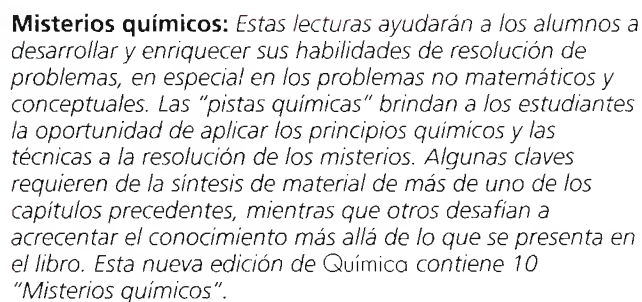 Misterios químicos: Estas lecturas ayudarán a los alumnos a
desarrollar y enriquecer sus habilidades de resolución de
problemas, en especial en los problemas no matemáticos y
conceptuales. Las "pistas químicas" brindan a los estudiantes
la oportunidad de aplicar los principios químicos y las
técnicas a la resolución de los misterios. Algunas claves
requieren de la síntesis de material de más de uno de los
capítulos precedentes, mientras que otros desafían a
acrecentar el conocimiento más allá de lo que se presenta en
el libro. Esta nueva edición de Química contiene 10
"Misterios químicos".